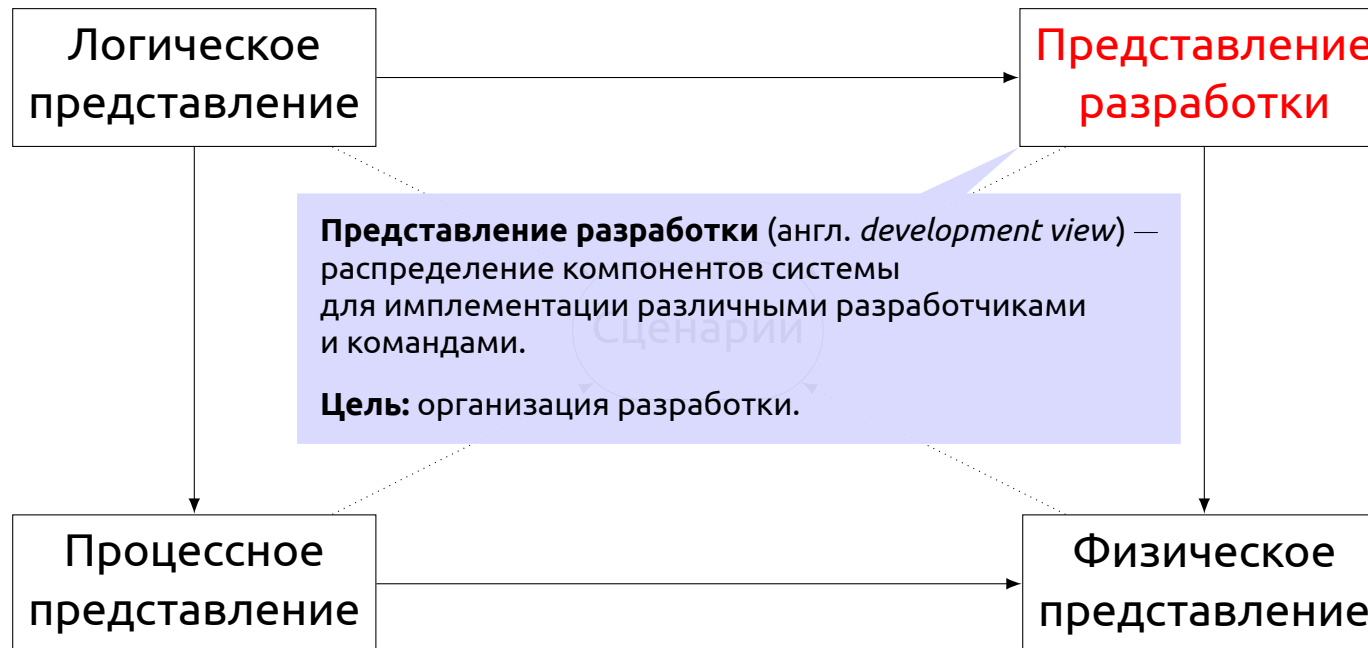 Логическое
представление
Представление
разработки
Представление разработки (англ. development view) —
распределение компонентов системы
для имплементации различными разработчиками
и командами.
Сценарии
Цель: организация разработки.
Процессное
представление
Физическое
представление